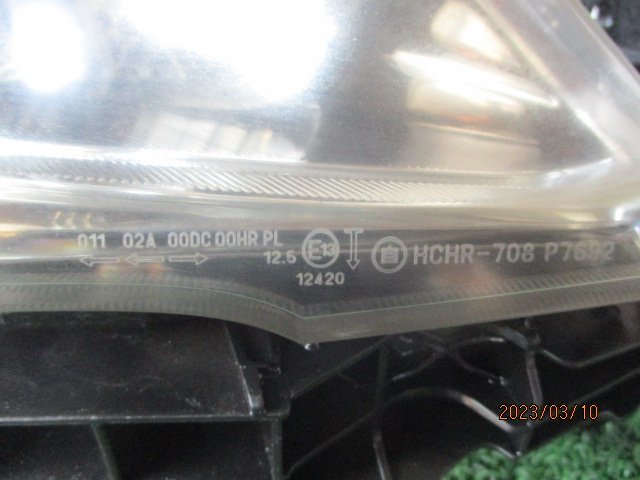 011 02A 00DC 00HR PL
12.5 E13
12420
HCHR-708 P7682
2023/03/10